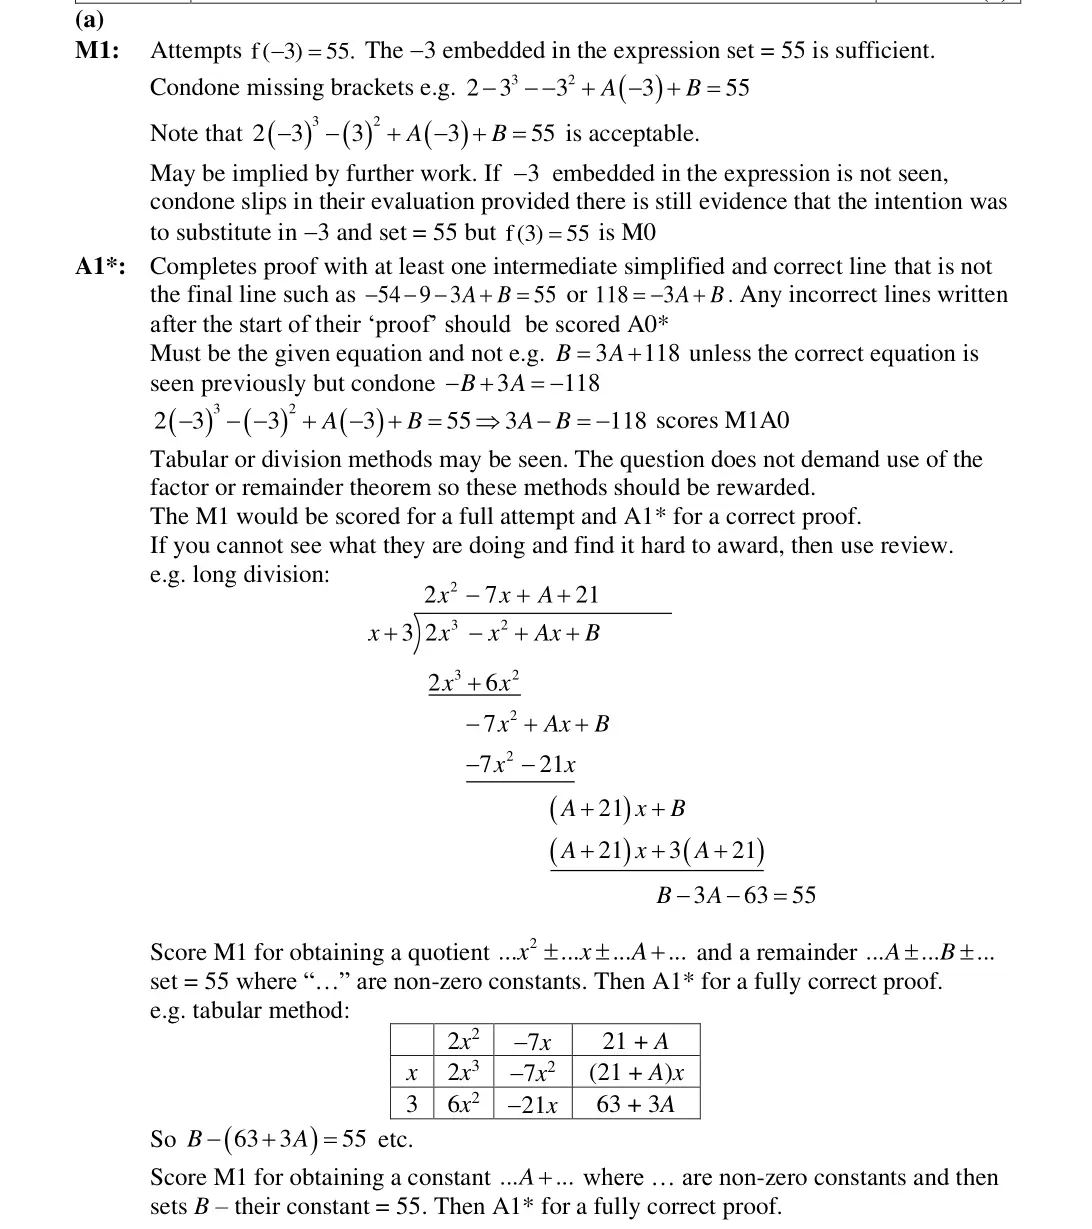 (a)
M1: Attempts f(−3) = 55. The −3 embedded in the expression set = 55 is sufficient.
Condone missing brackets e.g. 2−3³ −−3² + A(−3) + B = 55
Note that 2(−3)³ −(3)² + A(−3) + B = 55 is acceptable.
May be implied by further work. If −3 embedded in the expression is not seen,
condone slips in their evaluation provided there is still evidence that the intention was
to substitute in −3 and set = 55 but f(3) = 55 is M0
A1*: Completes proof with at least one intermediate simplified and correct line that is not
the final line such as −54−9−3A+B = 55 or 118 = −3A+B. Any incorrect lines written
after the start of their ‘proof’ should be scored A0*
Must be the given equation and not e.g. B = 3A+118 unless the correct equation is
seen previously but condone −B+3A = −118
2(−3)³ −(−3)² + A(−3) + B = 55 ⇒ 3A−B = −118 scores M1A0
Tabular or division methods may be seen. The question does not demand use of the
factor or remainder theorem so these methods should be rewarded.
The M1 would be scored for a full attempt and A1* for a correct proof.
If you cannot see what they are doing and find it hard to award, then use review.
e.g. long division:
2x² −7x + A+21
x+3)2x³ −x² + Ax + B
2x³ +6x²
−7x² + Ax + B
−7x² −21x
(A+21)x + B
(A+21)x + 3(A+21)
B−3A−63 = 55
Score M1 for obtaining a quotient ...x² ±...x±...A+... and a remainder ...A±...B±...
set = 55 where “…” are non-zero constants. Then A1* for a fully correct proof.
e.g. tabular method:
2x² −7x 21 + A
x 2x³ −7x² (21 + A)x
3 6x² −21x 63 + 3A
So B−(63+3A) = 55 etc.
Score M1 for obtaining a constant ...A+... where … are non-zero constants and then
sets B – their constant = 55. Then A1* for a fully correct proof.